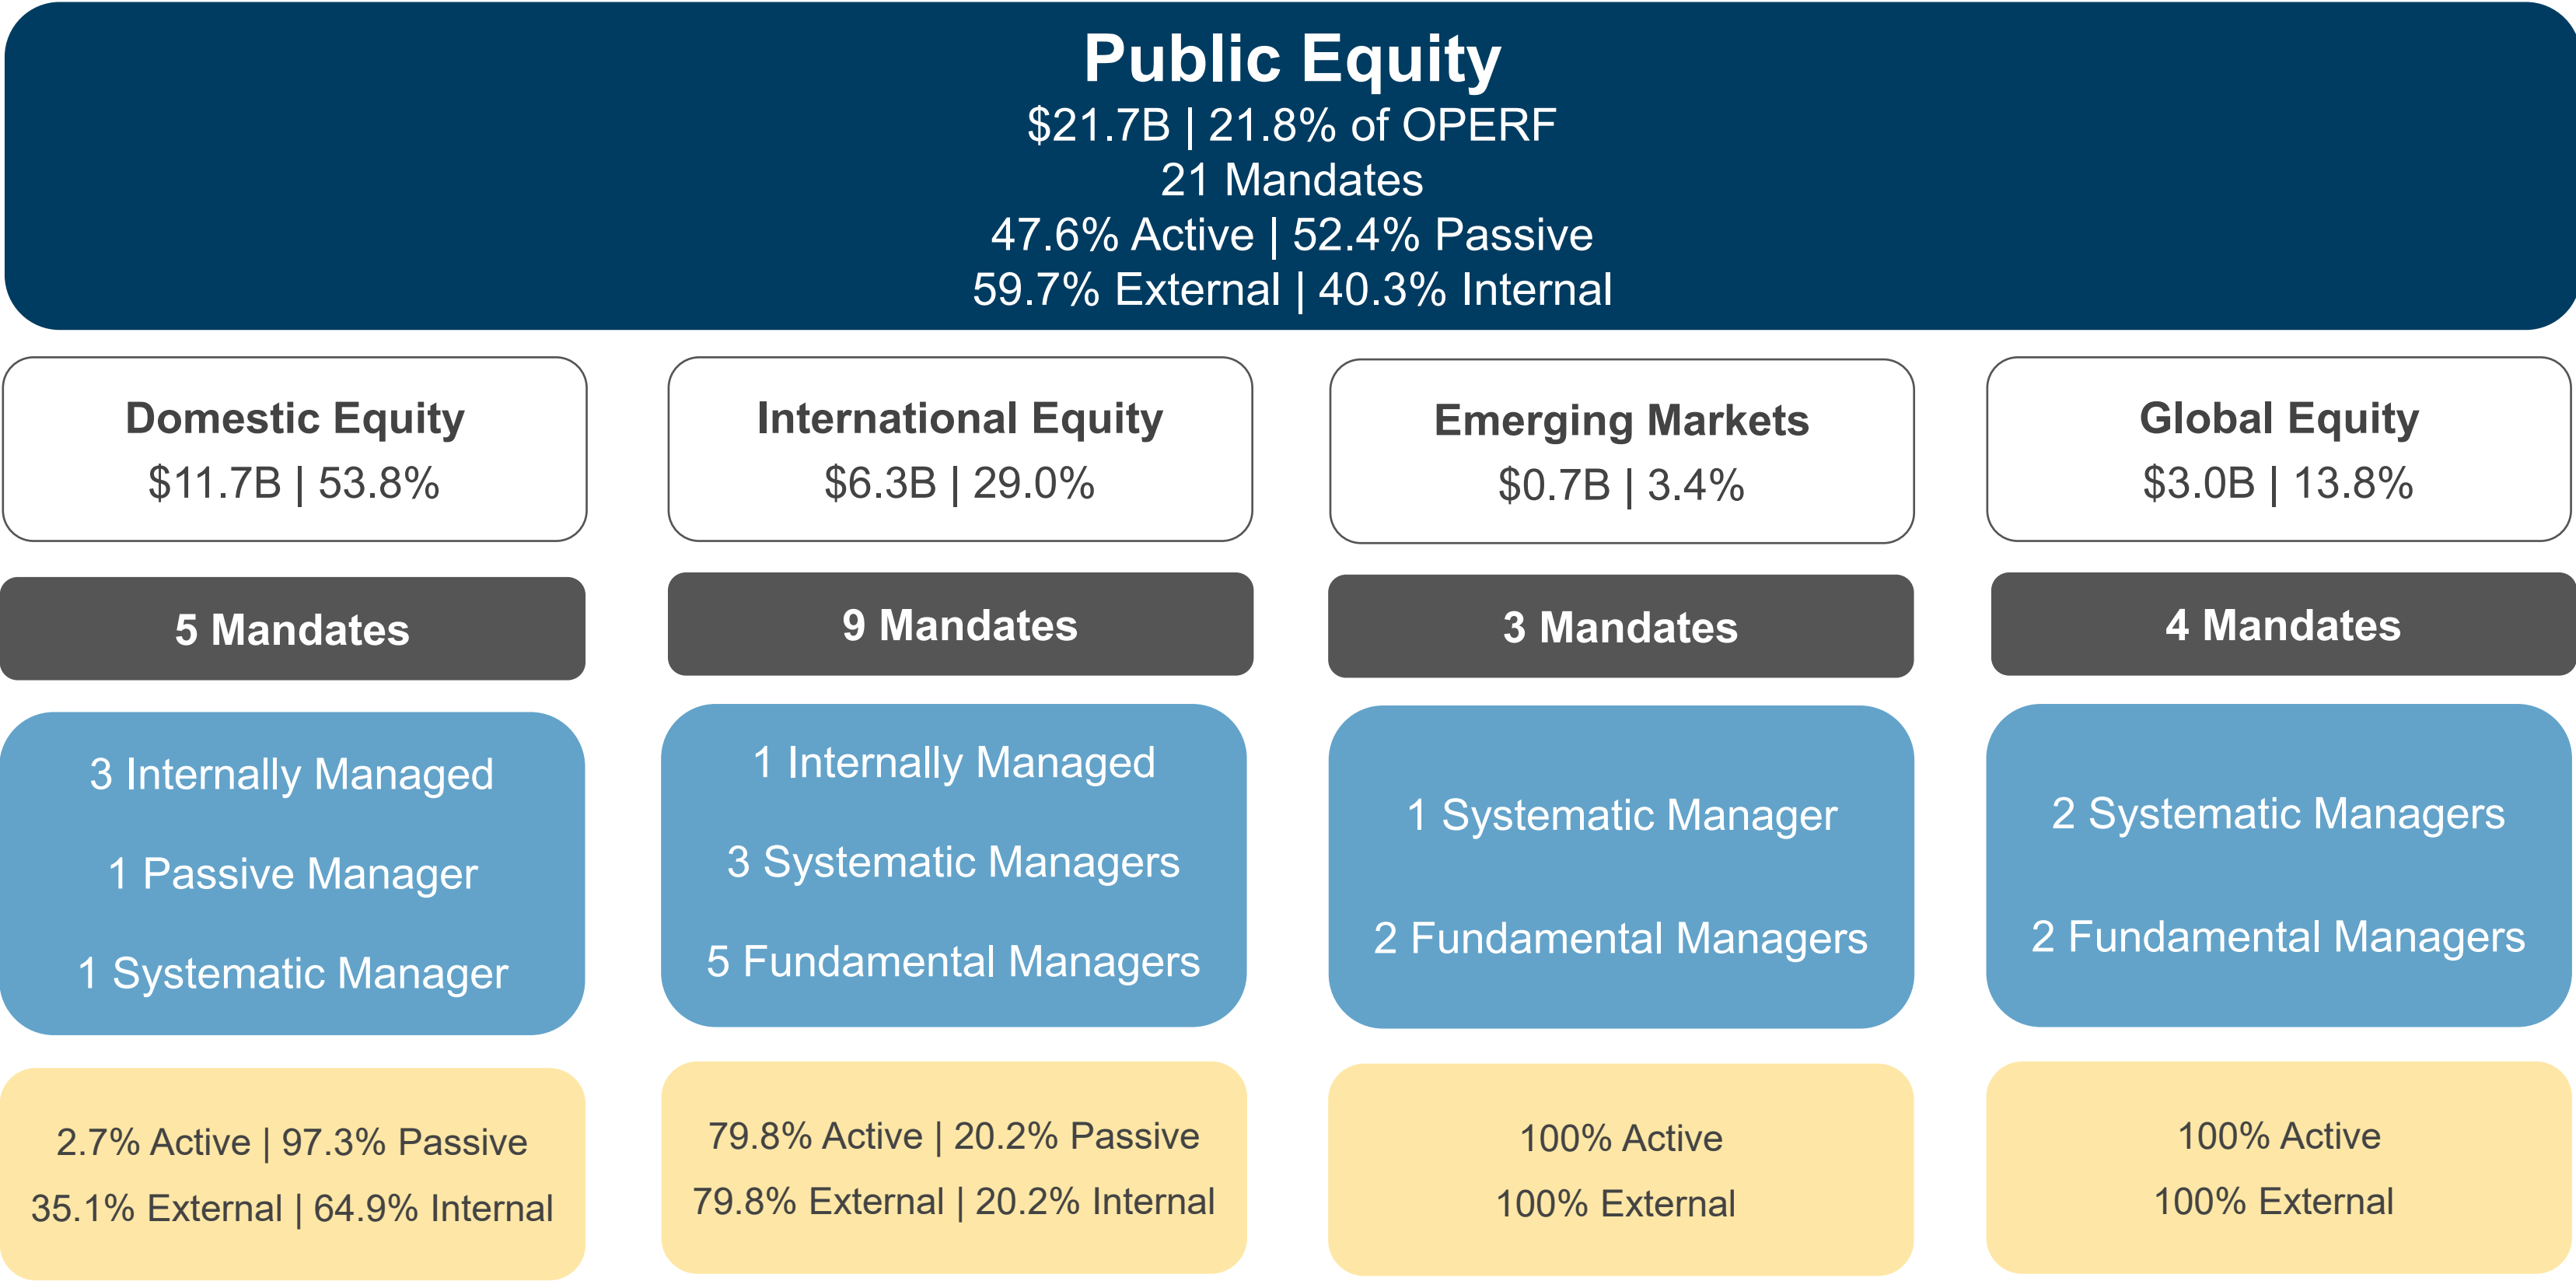 Public Equity
$21.7B | 21.8% of OPERF
21 Mandates
47.6% Active | 52.4% Passive
59.7% External | 40.3% Internal
Domestic Equity
$11.7B | 53.8%
5 Mandates
3 Internally Managed
1 Passive Manager
1 Systematic Manager
2.7% Active | 97.3% Passive
35.1% External | 64.9% Internal
International Equity
$6.3B | 29.0%
9 Mandates
1 Internally Managed
3 Systematic Managers
5 Fundamental Managers
79.8% Active | 20.2% Passive
79.8% External | 20.2% Internal
Emerging Markets
$0.7B | 3.4%
3 Mandates
1 Systematic Manager
2 Fundamental Managers
100% Active
100% External
Global Equity
$3.0B | 13.8%
4 Mandates
2 Systematic Managers
2 Fundamental Managers
100% Active
100% External